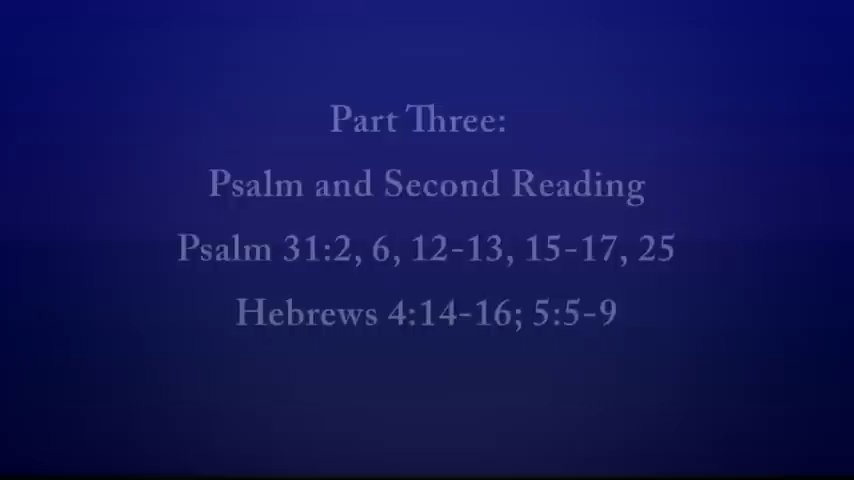 Part Three:
Psalm and Second Reading
Psalm 31:2, 6, 12-13, 15-17, 25
Hebrews 4:14-16; 5:5-9